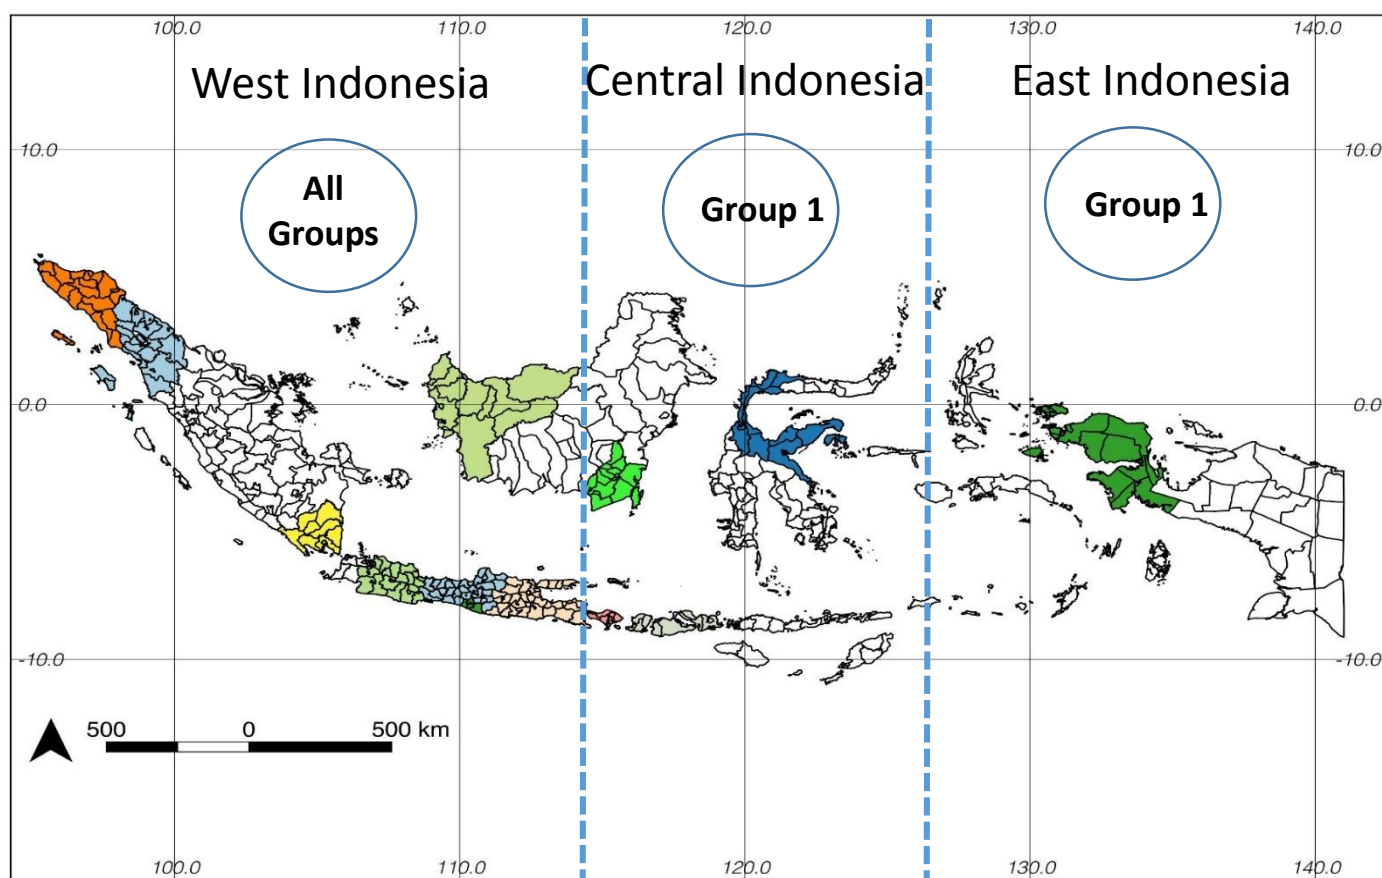 100.0 110.0 120.0 130.0 140.0
West Indonesia Central Indonesia East Indonesia
10.0 10.0
All
Groups
Group 1
Group 1
0.0 0.0
-10.0 -10.0
500 0 500 km
100.0 110.0 120.0 130.0 140.0